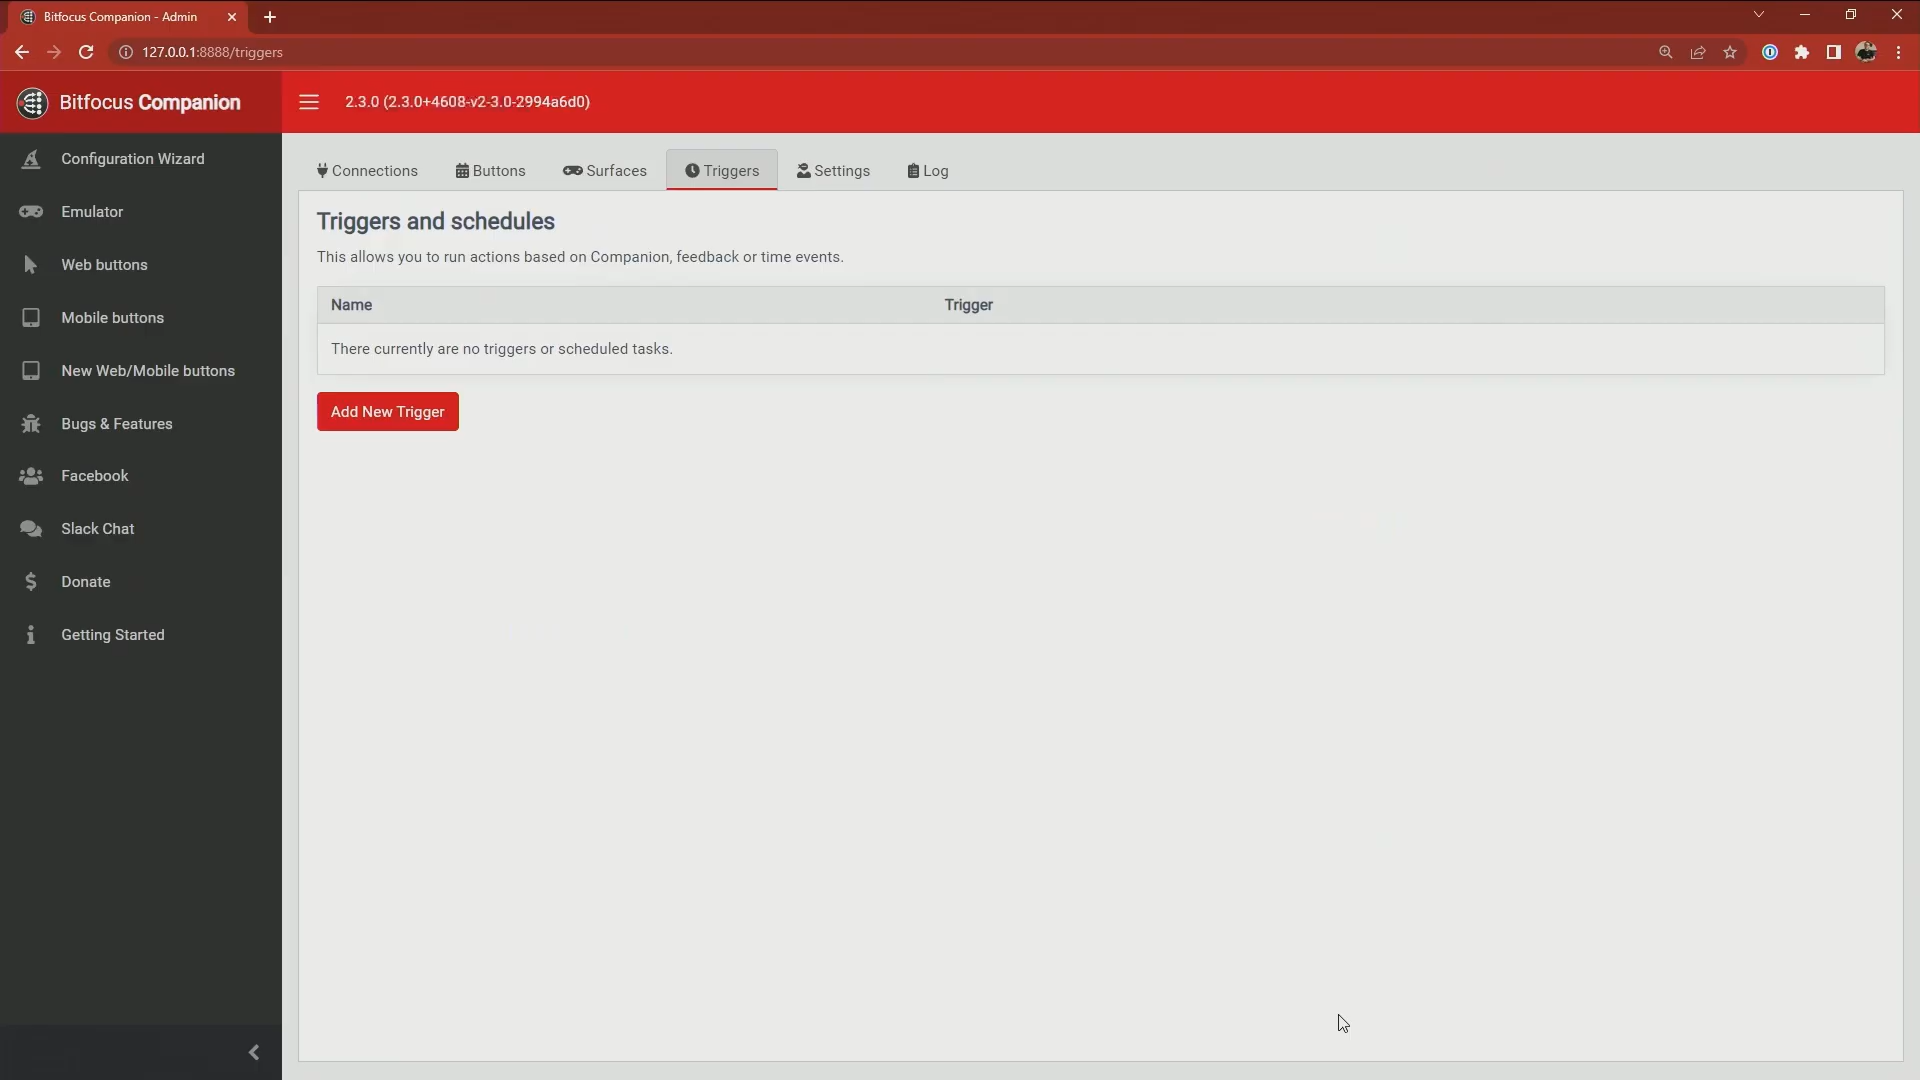 Bitfocus Companion - Admin
127.0.0.1:8888/triggers
Bitfocus Companion
2.3.0 (2.3.0+4608-v2-3.0-2994a6d0)
Configuration Wizard
Emulator
Web buttons
Mobile buttons
New Web/Mobile buttons
Bugs & Features
Facebook
Slack Chat
Donate
Getting Started
Connections
Buttons
Surfaces
Triggers
Settings
Log
Triggers and schedules
This allows you to run actions based on Companion, feedback or time events.
Name
Trigger
There currently are no triggers or scheduled tasks.
Add New Trigger